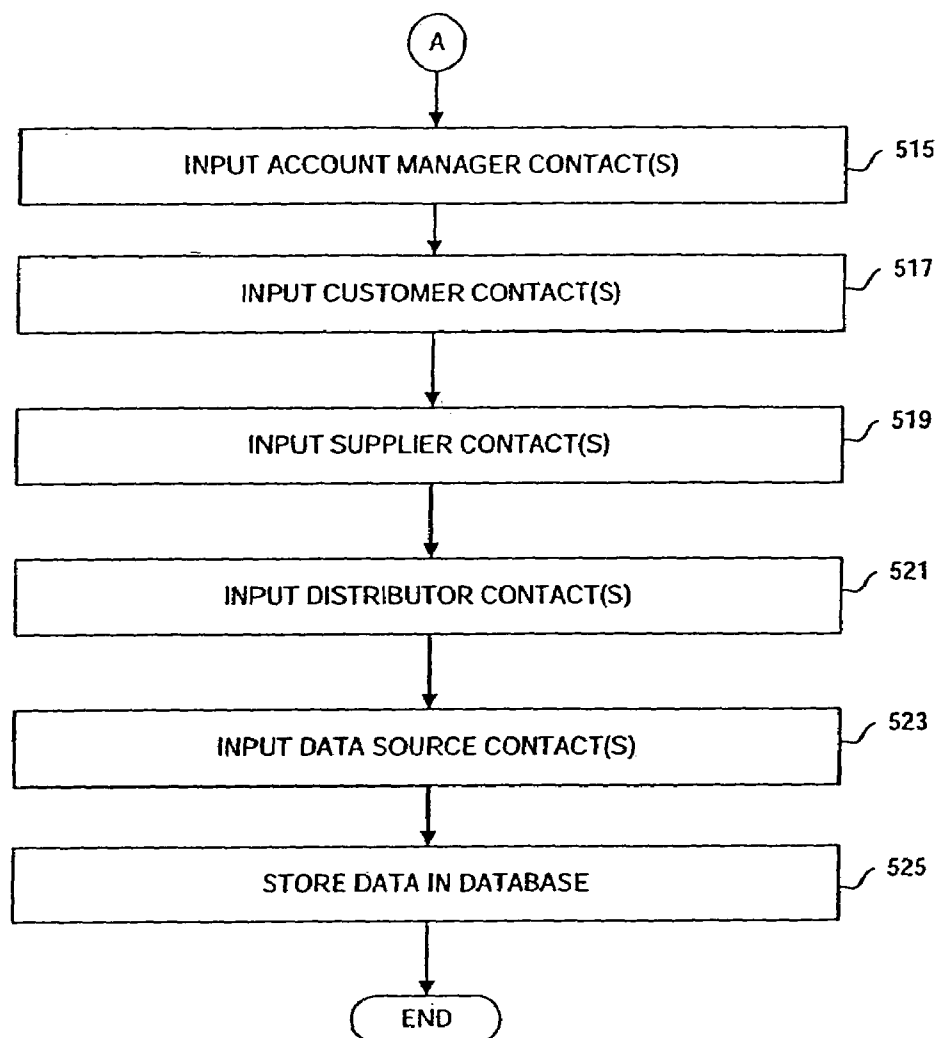 A
INPUT ACCOUNT MANAGER CONTACT(S)
515
INPUT CUSTOMER CONTACT(S)
517
INPUT SUPPLIER CONTACT(S)
519
INPUT DISTRIBUTOR CONTACT(S)
521
INPUT DATA SOURCE CONTACT(S)
523
STORE DATA IN DATABASE
525
END